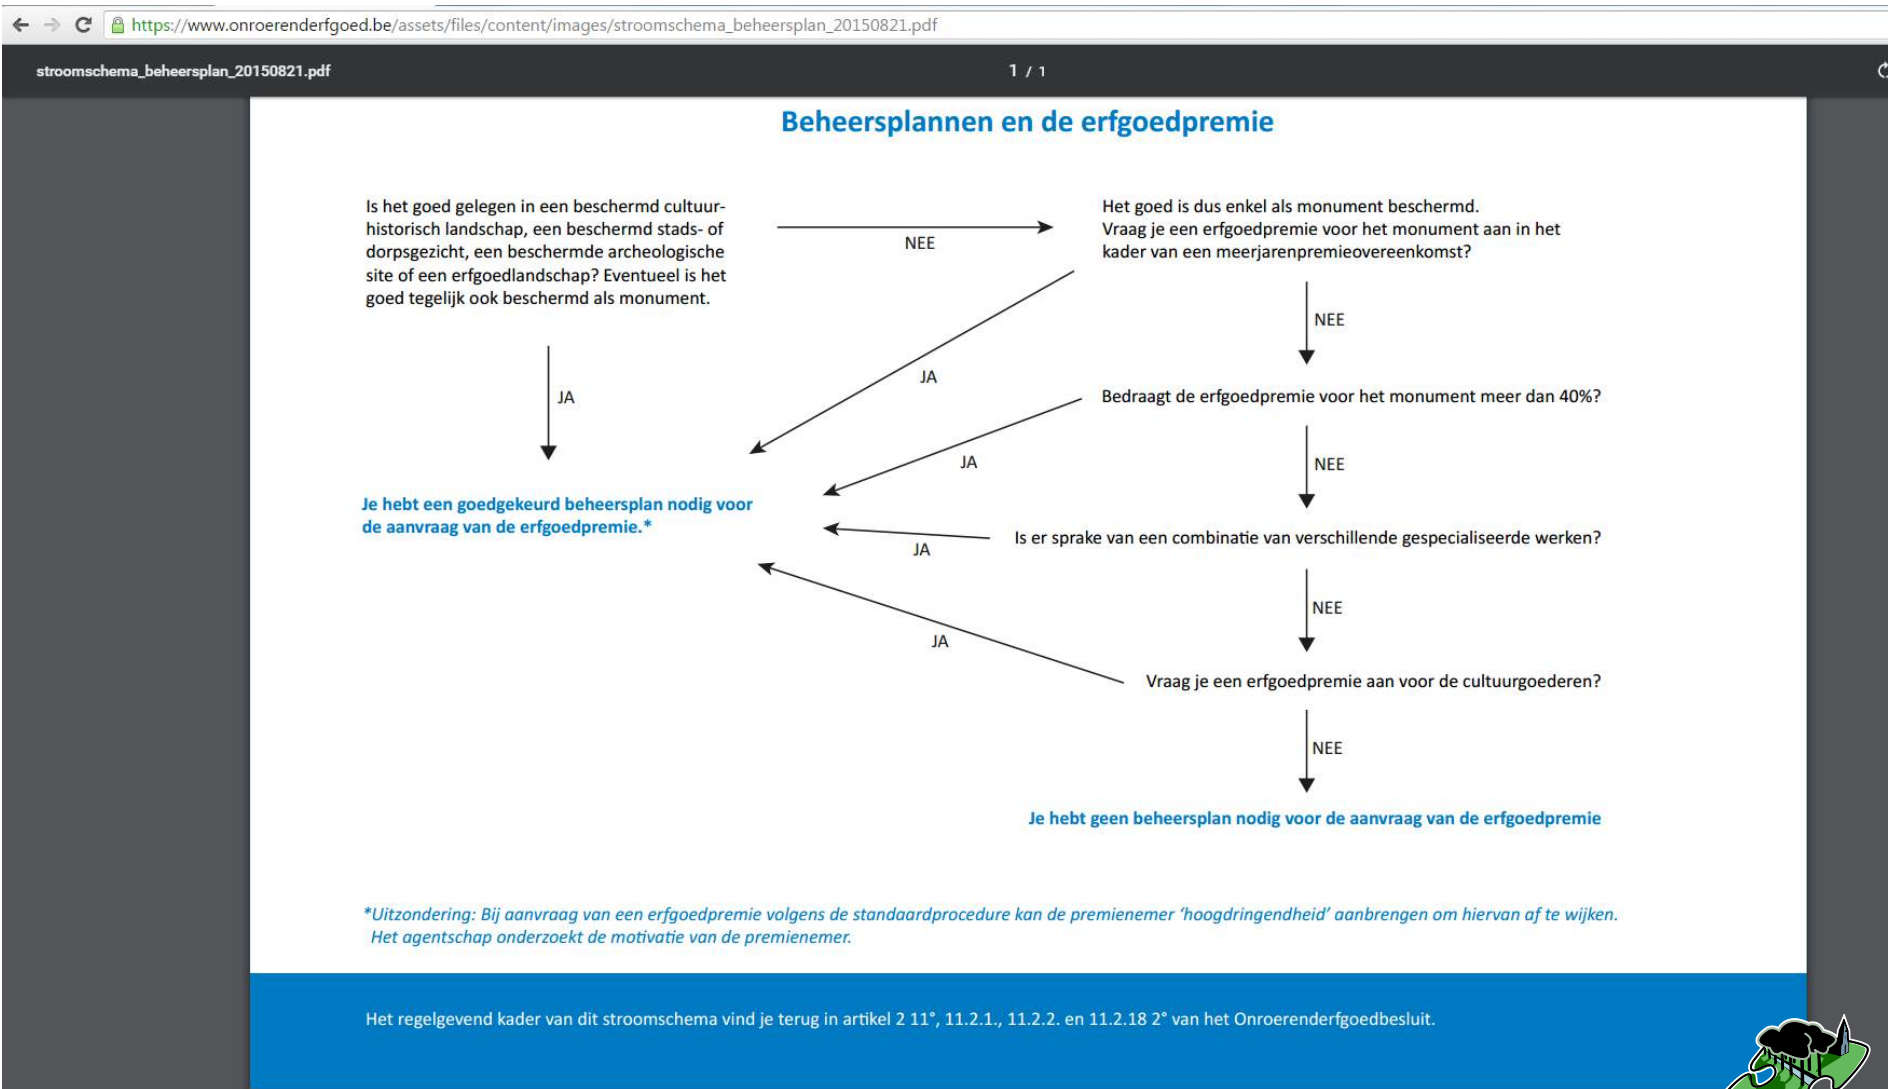 https://www.onroerenderfgoed.be/assets/files/content/images/stroomschema_beheersplan_20150821.pdf
stroomschema_beheersplan_20150821.pdf
1 / 1
Beheersplannen en de erfgoedpremie
Is het goed gelegen in een beschermd cultuur-
historisch landschap, een beschermd stads- of
dorpsgezicht, een beschermde archeologische
site of een erfgoedlandschap? Eventueel is het
goed tegelijk ook beschermd als monument.
NEE
Het goed is dus enkel als monument beschermd.
Vraag je een erfgoedpremie voor het monument aan in het
kader van een meerjarenpremieovereenkomst?
NEE
JA
JA
Bedraagt de erfgoedpremie voor het monument meer dan 40%?
JA
NEE
Je hebt een goedgekeurd beheersplan nodig voor
de aanvraag van de erfgoedpremie.*
Is er sprake van een combinatie van verschillende gespecialiseerde werken?
JA
NEE
JA
Vraag je een erfgoedpremie aan voor de cultuurgoederen?
NEE
Je hebt geen beheersplan nodig voor de aanvraag van de erfgoedpremie
*Uitzondering: Bij aanvraag van een erfgoedpremie volgens de standaardprocedure kan de premienemer ‘hoogdringendheid’ aanbrengen om hiervan af te wijken.
Het agentschap onderzoekt de motivatie van de premienemer.
Het regelgevend kader van dit stroomschema vind je terug in artikel 2 11°, 11.2.1., 11.2.2. en 11.2.18 2° van het Onroerenderfgoedbesluit.